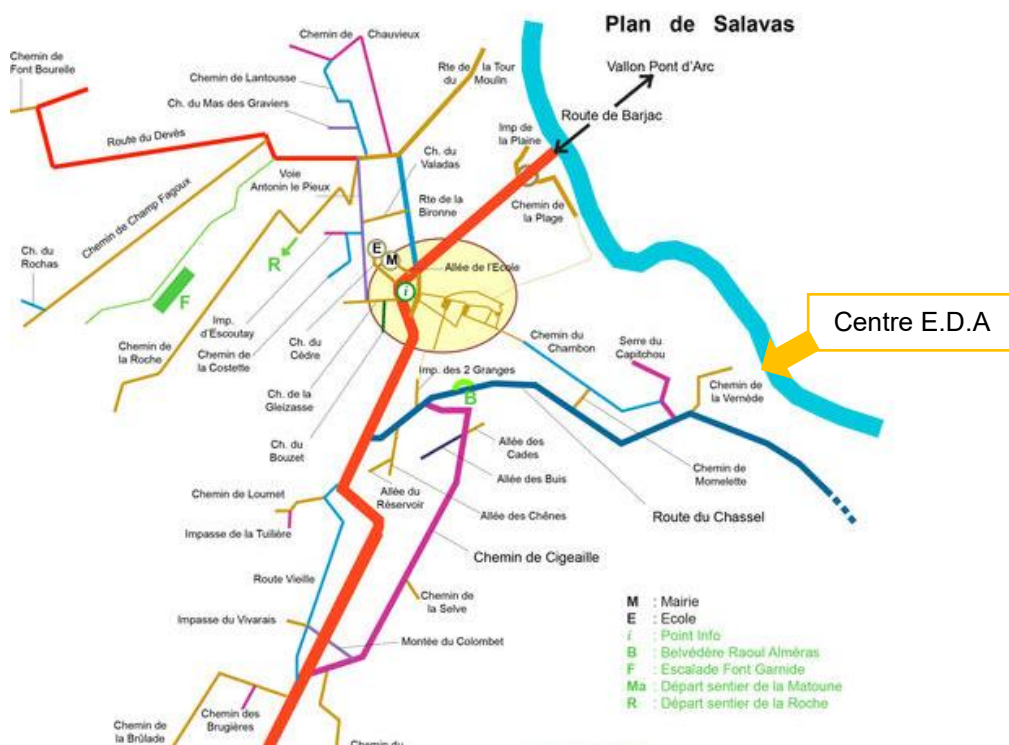 Plan de Salavas
Chemin de
Chauvieux
Chemin de
Font Bourelle
Rte de la Tour
du Moulin
Vallon Pont d'Arc
Chemin de Lantousse
Ch. du Mas des Graviers
Route de Barjac
Imp de
la Plaine
Route du Devès
Ch. du
Valadas
Voie
Antonin le Pieux
Rte de la
Bironne
Chemin de
la Plage
Chemin de Champ Fagoux
Ch. du
Rochas
E
M
Allée de l'Ecole
R
i
F
Centre E.D.A
Imp.
d'Escoutay
Chemin de
la Roche
Chemin de
la Costette
Ch. du
Cèdre
Chemin du
Chambon
Serre du
Capitchou
Imp. des 2 Granges
B
Chemin de
la Vernède
Ch. de la
Gleizasse
Ch. du
Bouzet
Allée des
Cades
Allée des Buis
Chemin de
Momelette
Allée du
Réservoir
Allée des Chênes
Route du Chassel
Chemin de Loumet
Impasse de la Tuilière
Chemin de Cigeaille
Route Vieille
Chemin de
la Selve
Impasse du Vivarais
Montée du Colombet
M : Mairie
E : Ecole
i : Point Info
B : Belvédère Raoul Alméras
F : Escalade Font Garnide
Ma : Départ sentier de la Matoune
R : Départ sentier de la Roche
Chemin des
Brugières
Chemin de
la Brûlade
Chemin du